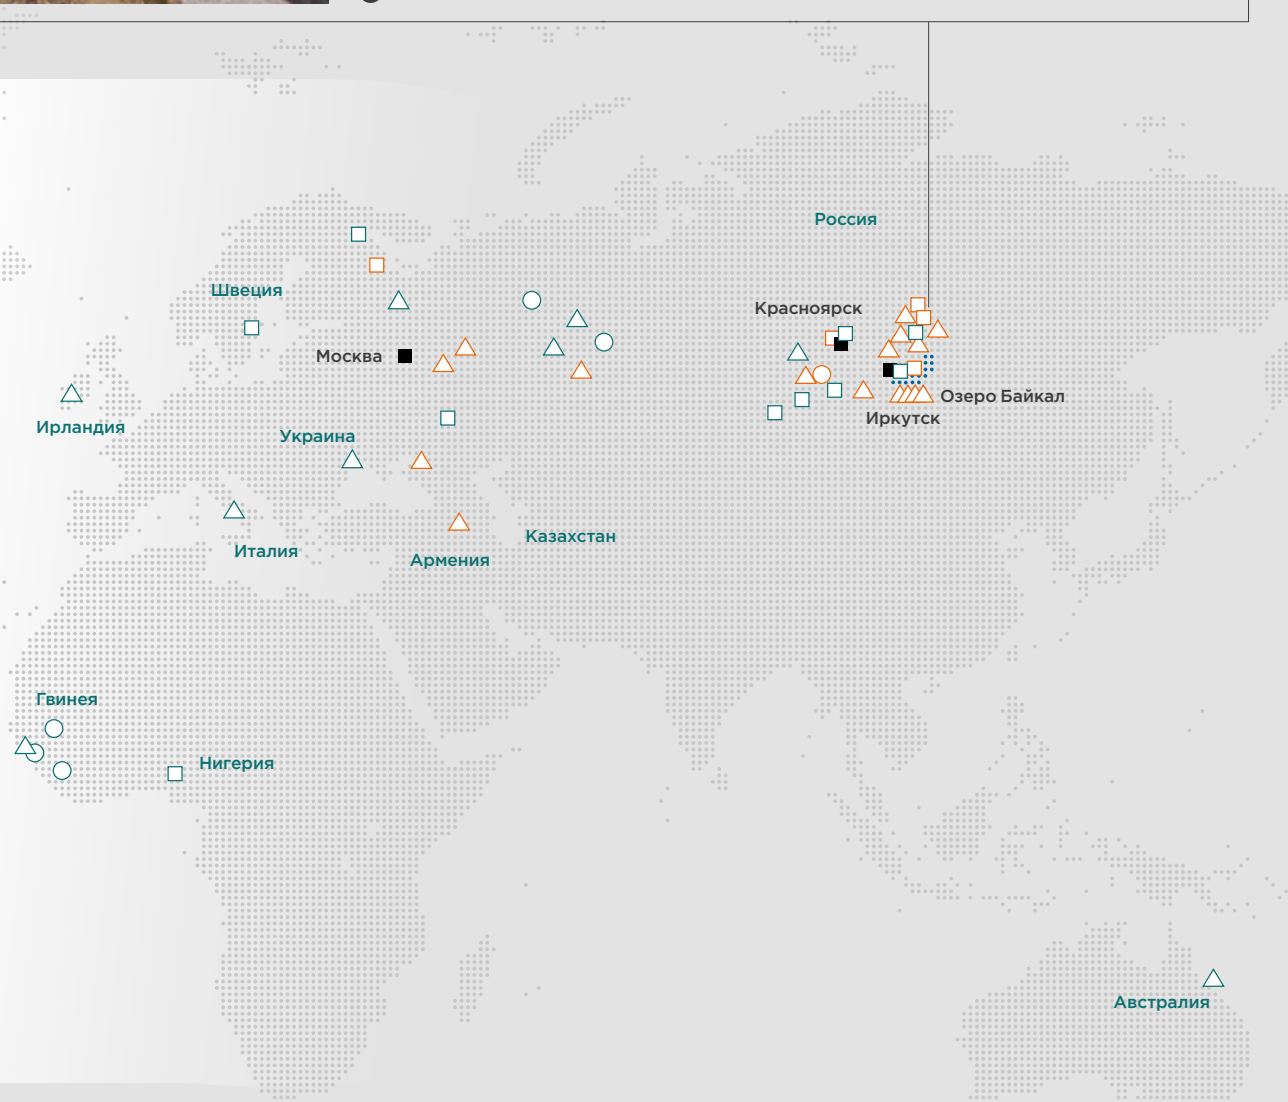 Россия
Швеция
Красноярск
Москва
Озеро Байкал
Иркутск
Ирландия
Украина
Казахстан
Италия
Армения
Гвинея
Нигерия
Австралия